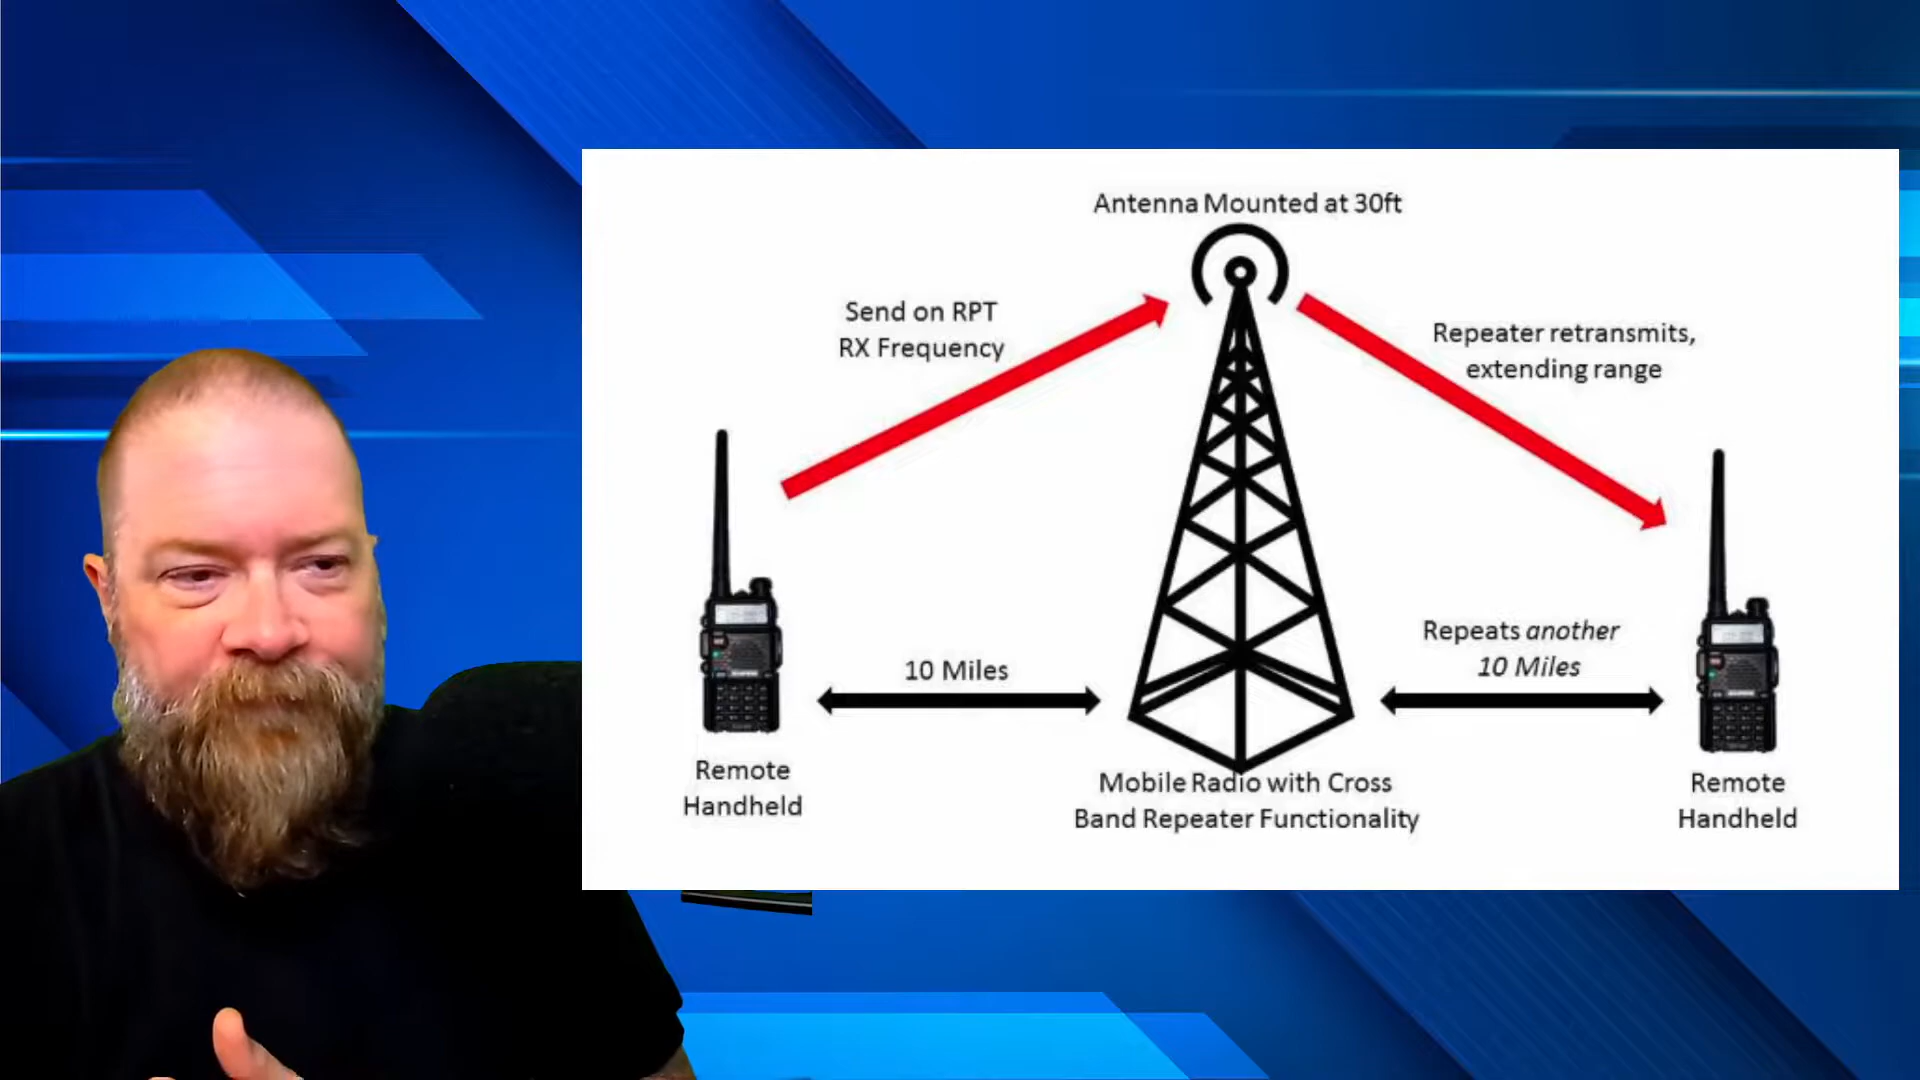 Antenna Mounted at 30ft
Send on RPT
RX Frequency
Repeater retransmits,
extending range
10 Miles
Repeats another
10 Miles
Remote
Handheld
Mobile Radio with Cross
Band Repeater Functionality
Remote
Handheld